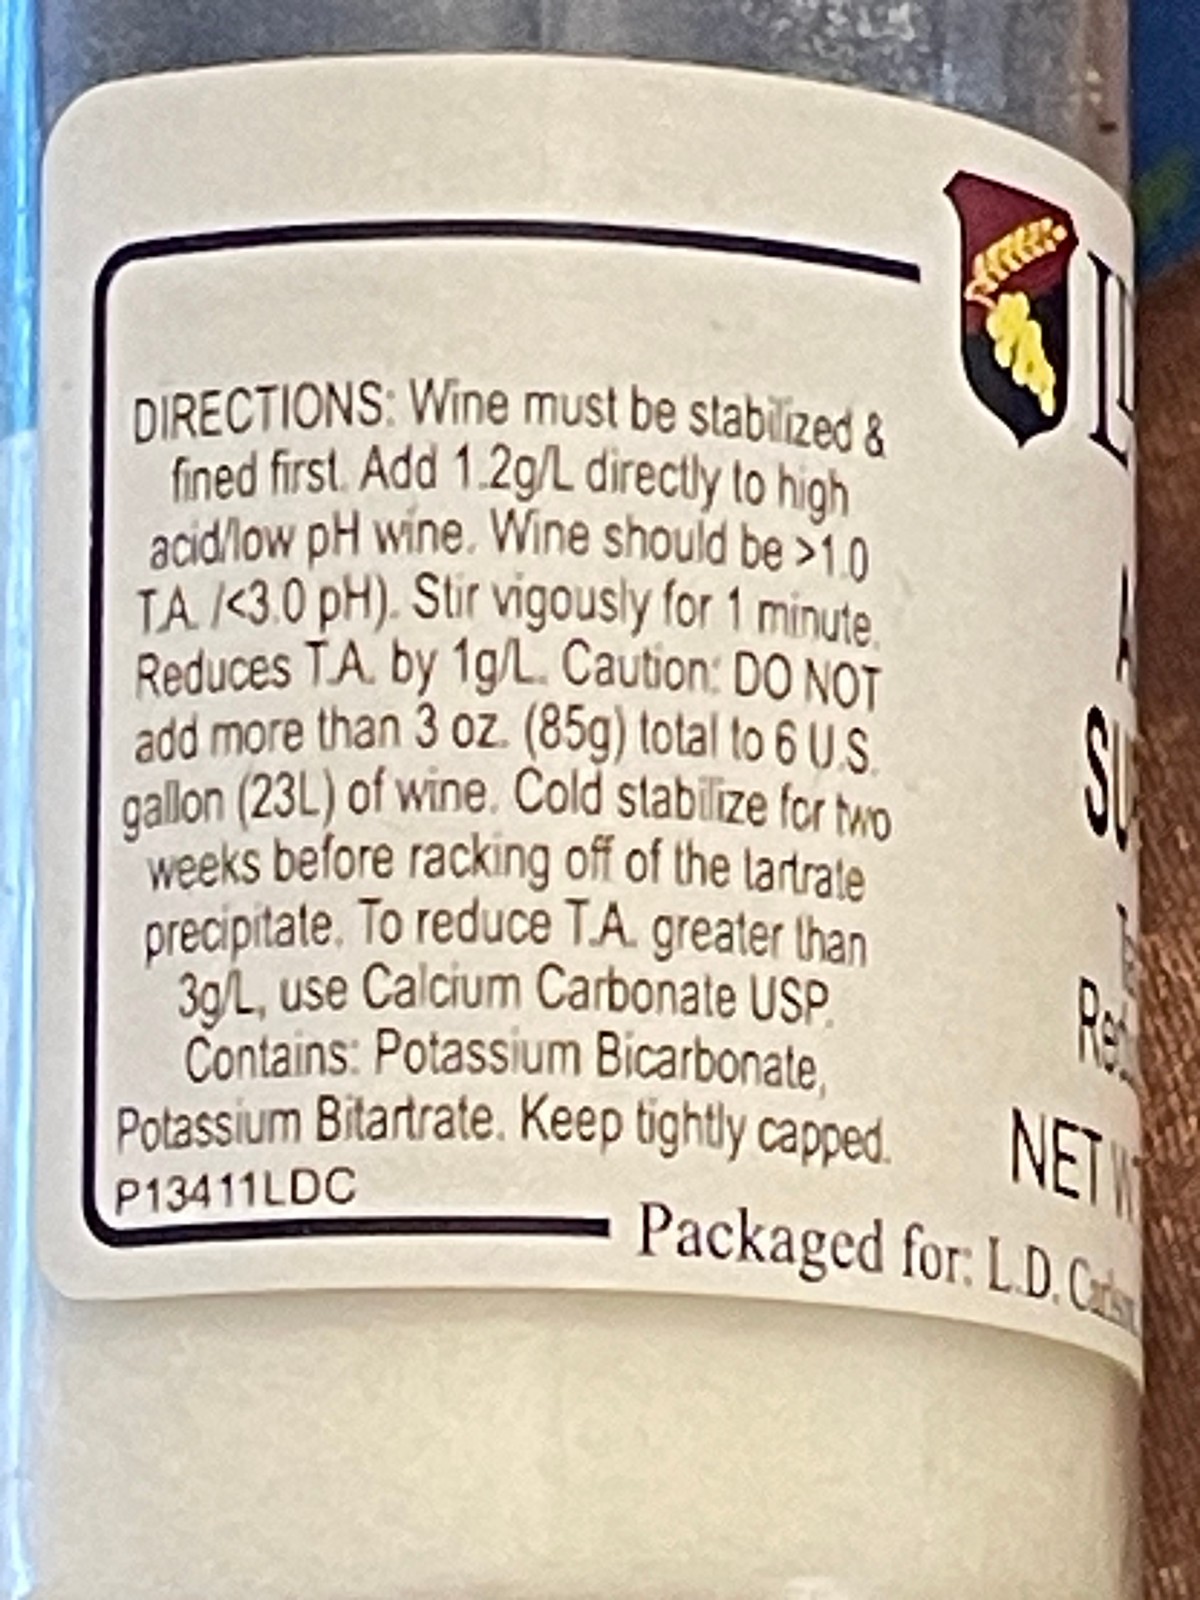 DIRECTIONS: Wine must be stabilized &
fined first. Add 1.2g/L directly to high
acid/low pH wine. Wine should be >1.0
T.A. /<3.0 pH). Stir vigously for 1 minute.
Reduces T.A. by 1g/L. Caution: DO NOT
add more than 3 oz. (85g) total to 6 U.S.
gallon (23L) of wine. Cold stabilize for two
weeks before racking off of the tartrate
precipitate. To reduce T.A. greater than
3g/L, use Calcium Carbonate USP.
Contains: Potassium Bicarbonate,
Potassium Bitartrate. Keep tightly capped.
P13411LDC
NET
Packaged for: L.D. Carlson